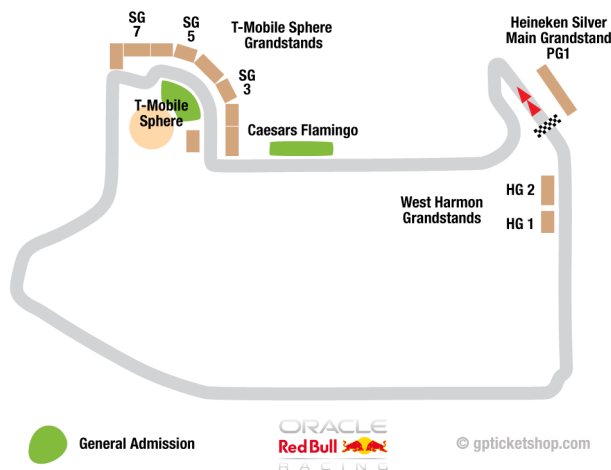 SG
7
SG
5
T-Mobile Sphere
Grandstands
Heineken Silver
Main Grandstand
PG1
SG
3
T-Mobile
Sphere
Caesars Flamingo
HG 2
West Harmon
Grandstands
HG 1
General Admission
ORACLE
Red Bull
RACING
© gpticketshop.com